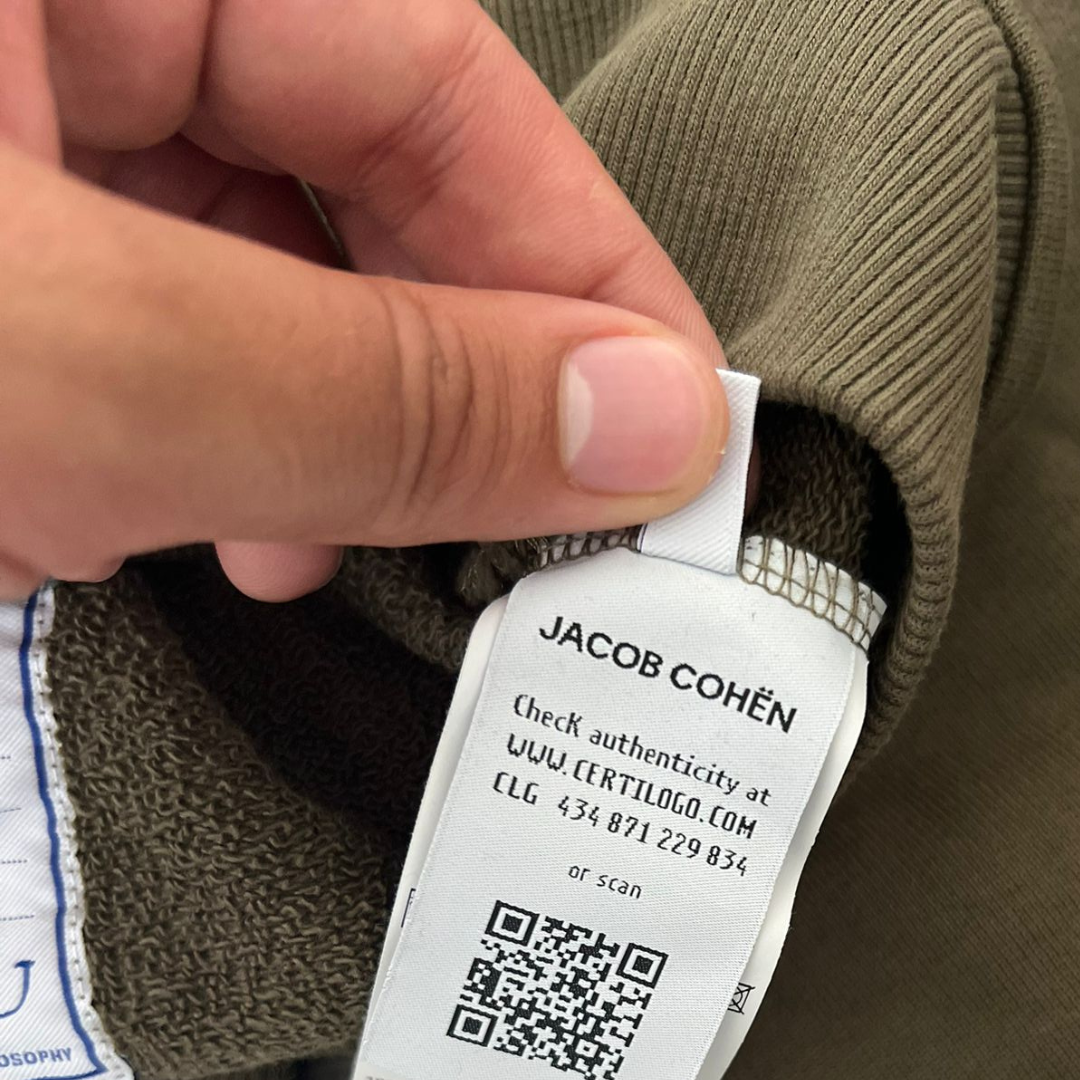 JACOB COHËN
Check authenticity at
WWW.CERTILOGO.COM
CLG 434 871 229 834
or scan